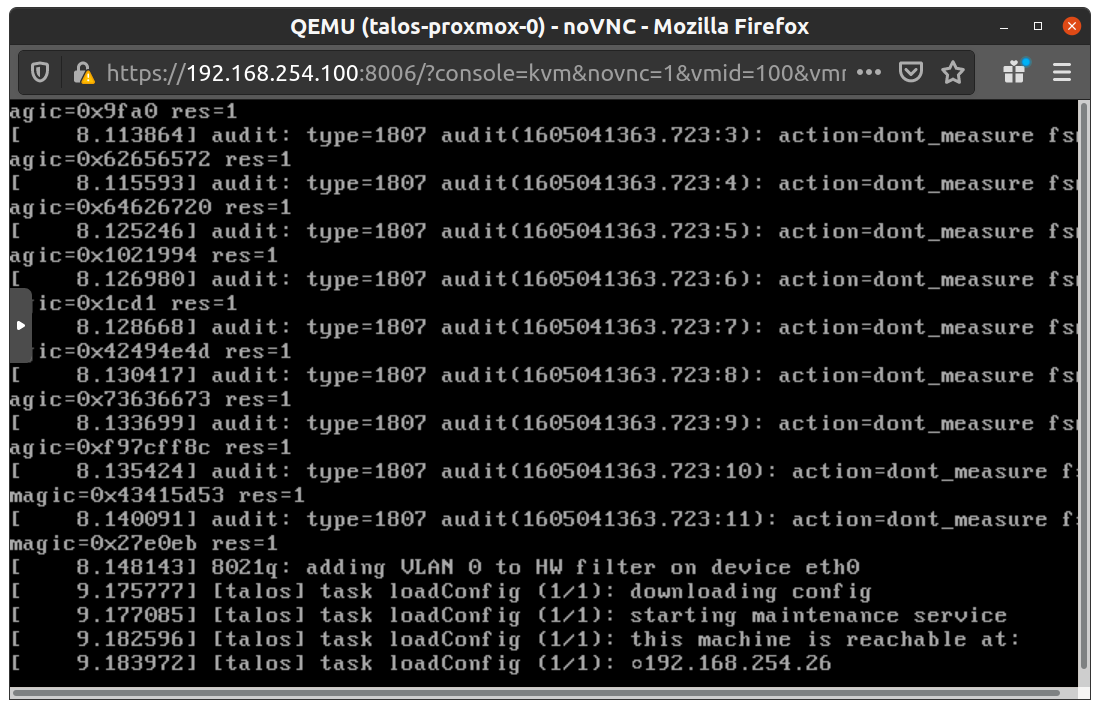 QEMU (talos-proxmox-0) - noVNC - Mozilla Firefox
https://192.168.254.100:8006/?console=kvm&novnc=1&vmid=100&vmr
agic=0x9fa0 res=1
[    8.113864] audit: type=1807 audit(1605041363.723:3): action=dont_measure fs
agic=0x62656572 res=1
[    8.115593] audit: type=1807 audit(1605041363.723:4): action=dont_measure fs
agic=0x64626720 res=1
[    8.125246] audit: type=1807 audit(1605041363.723:5): action=dont_measure fs
agic=0x1021994 res=1
[    8.126980] audit: type=1807 audit(1605041363.723:6): action=dont_measure fs
ic=0x1cd1 res=1
[    8.128668] audit: type=1807 audit(1605041363.723:7): action=dont_measure fs
ic=0x42494e4d res=1
[    8.130417] audit: type=1807 audit(1605041363.723:8): action=dont_measure fs
agic=0x73636673 res=1
[    8.133699] audit: type=1807 audit(1605041363.723:9): action=dont_measure fs
agic=0xf97cff8c res=1
[    8.135424] audit: type=1807 audit(1605041363.723:10): action=dont_measure f
magic=0x43415d53 res=1
[    8.140091] audit: type=1807 audit(1605041363.723:11): action=dont_measure f
magic=0x27e0eb res=1
[    8.148143] 8021q: adding VLAN 0 to HW filter on device eth0
[    9.175777] [talos] task loadConfig (1/1): downloading config
[    9.177085] [talos] task loadConfig (1/1): starting maintenance service
[    9.182596] [talos] task loadConfig (1/1): this machine is reachable at:
[    9.183972] [talos] task loadConfig (1/1): ○192.168.254.26